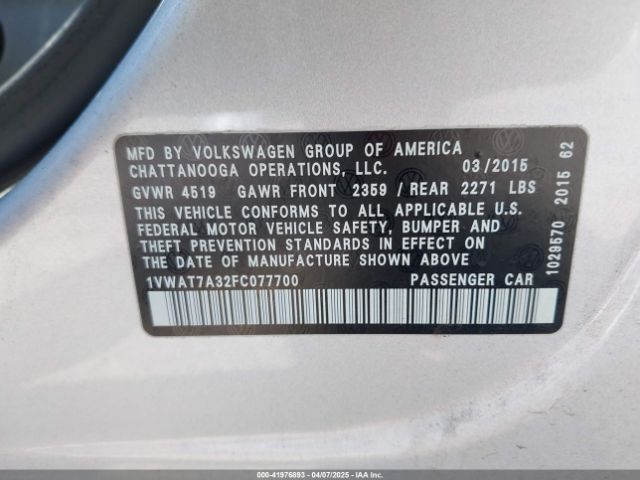 MFD BY VOLKSWAGEN GROUP OF AMERICA
CHATTANOOGA OPERATIONS, LLC. 03/2015
GVWR 4519 GAWR FRONT 2359 / REAR 2271 LBS
THIS VEHICLE CONFORMS TO ALL APPLICABLE U.S.
FEDERAL MOTOR VEHICLE SAFETY, BUMPER AND
THEFT PREVENTION STANDARDS IN EFFECT ON
THE DATE OF MANUFACTURE SHOWN ABOVE
1VWAT7A32FC077700 PASSENGER CAR
1029570 2015 62
000-41976893 - 04/07/2025 - IAAI.COM